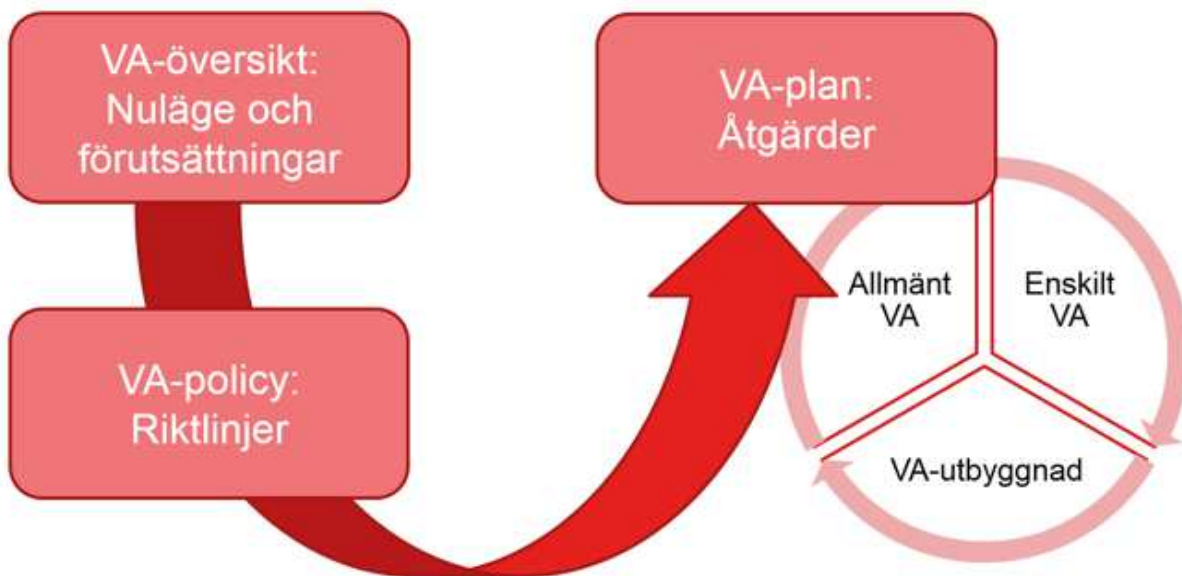 VA-översikt:
Nuläge och
förutsättningar
VA-policy:
Riktlinjer
VA-plan:
Åtgärder
Allmänt
VA
Enskilt
VA
VA-utbyggnad